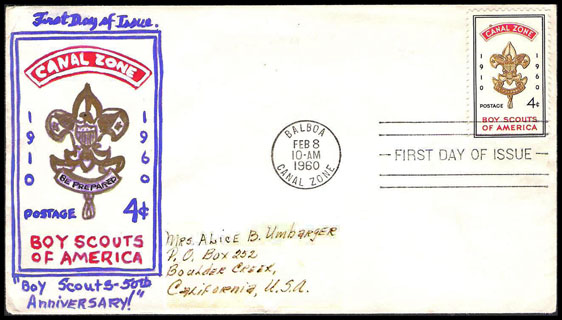 First Day of Issue.
CANAL ZONE
1910
1960
BE PREPARED
POSTAGE 4¢
BOY SCOUTS
OF AMERICA
"Boy Scouts-50th
ANNIVERSARY!"
BALBOA
FEB 8
10-AM
1960
CANAL ZONE
FIRST DAY OF ISSUE
CANAL ZONE
1910
1960
POSTAGE 4¢
BOY SCOUTS
OF AMERICA
Mrs. Alice B. Umbarger
P.O. Box 252
Boulder Creek,
California, U.S.A.